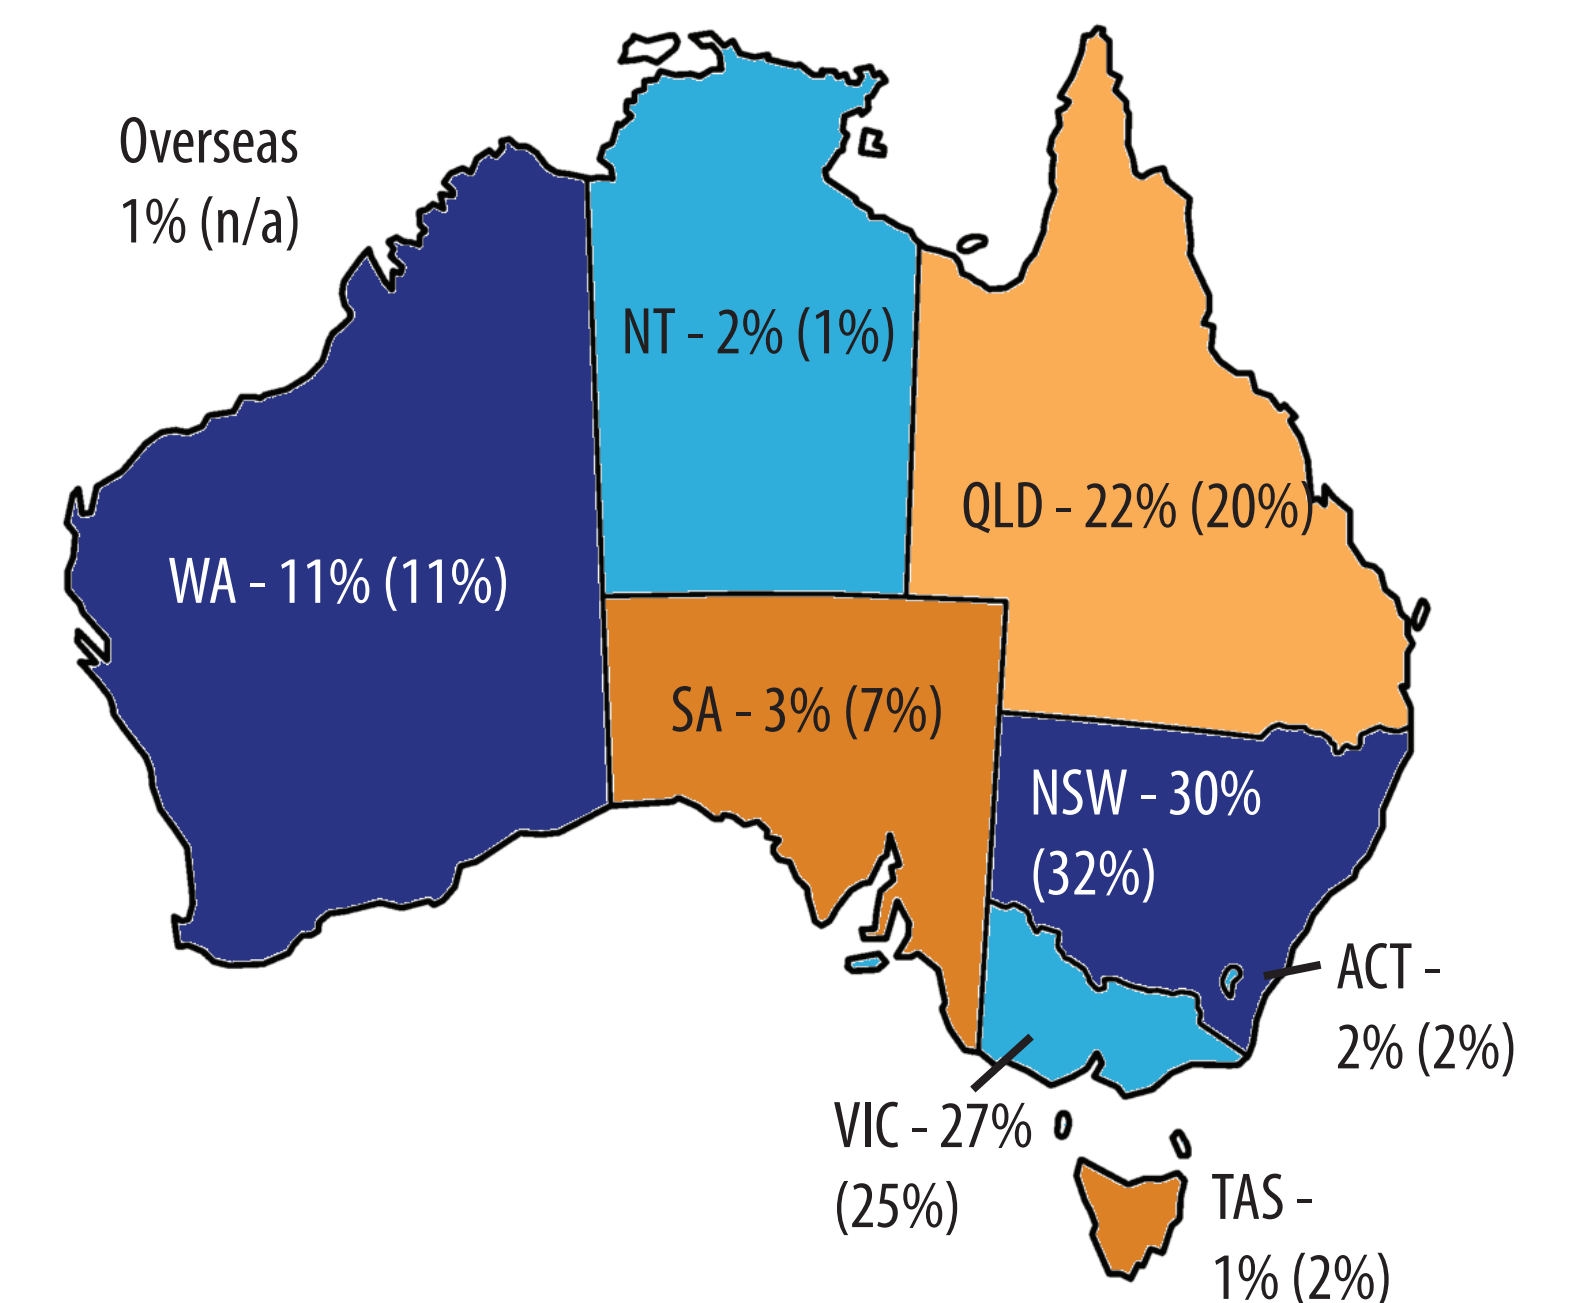 Overseas
1% (n/a)
NT - 2% (1%)
QLD - 22% (20%)
WA - 11% (11%)
SA - 3% (7%)
NSW - 30%
(32%)
ACT -
2% (2%)
VIC - 27%
(25%)
TAS -
1% (2%)